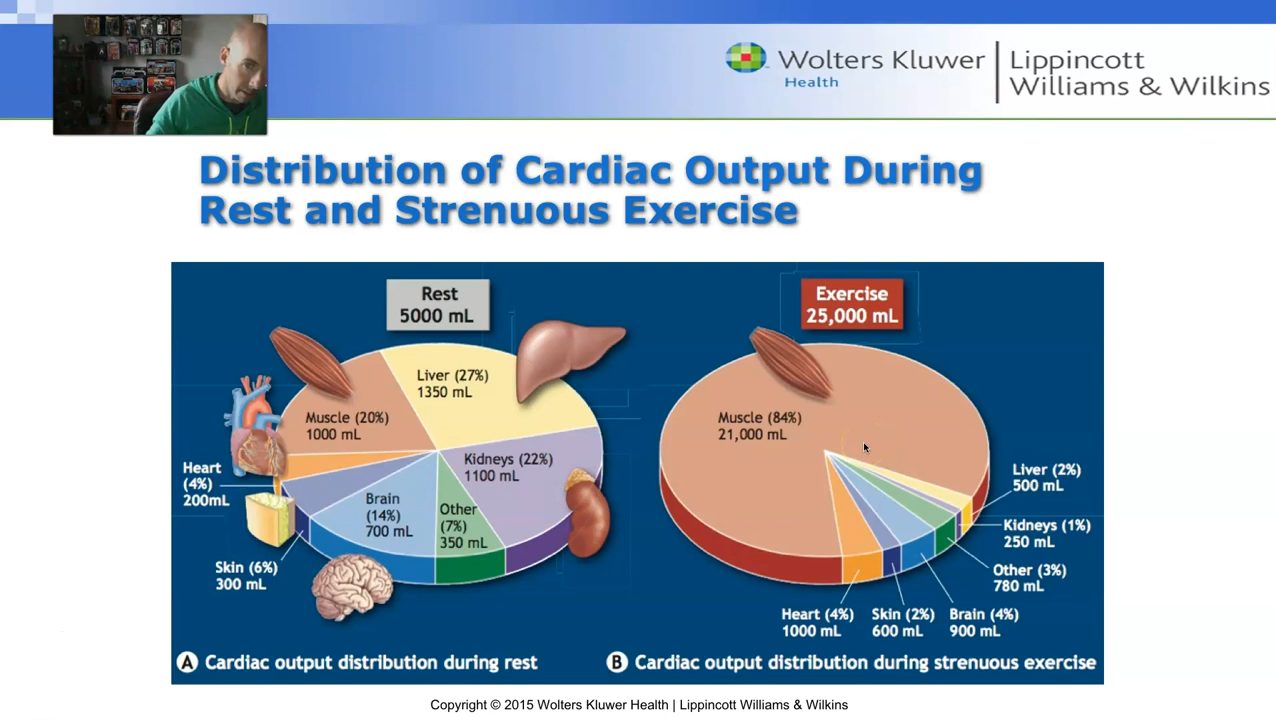 Wolters Kluwer
Health
Lippincott
Williams & Wilkins
Distribution of Cardiac Output During
Rest and Strenuous Exercise
Rest
5000 mL
Liver (27%)
1350 mL
Muscle (20%)
1000 mL
Kidneys (22%)
1100 mL
Heart
(4%)
200mL
Brain
(14%)
700 mL
Other
(7%)
350 mL
Skin (6%)
300 mL
A Cardiac output distribution during rest
Exercise
25,000 mL
Muscle (84%)
21,000 mL
Liver (2%)
500 mL
Kidneys (1%)
250 mL
Other (3%)
780 mL
Heart (4%)
1000 mL
Skin (2%)
600 mL
Brain (4%)
900 mL
B Cardiac output distribution during strenuous exercise
Copyright © 2015 Wolters Kluwer Health | Lippincott Williams & Wilkins